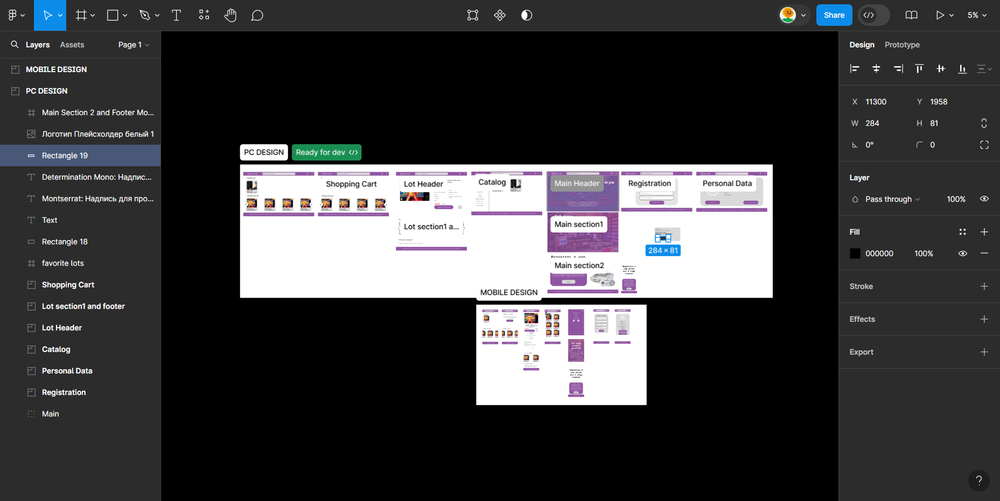 Share
5%
Layers
Assets
Page 1
MOBILE DESIGN
PC DESIGN
Main Section 2 and Footer Mo...
Логотип Плейсхолдер белый 1
Rectangle 19
Determination Mono: Надпис...
Montserrat: Надпись для про...
Text
Rectangle 18
favorite lots
Shopping Cart
Lot section1 and footer
Lot Header
Catalog
Personal Data
Registration
Main
PC DESIGN
Ready for dev
Shopping Cart
Lot Header
Catalog
Main Header
игры
Registration
Personal Data
Lot section1 a...
Main section1
284 × 81
Main section2
MOBILE DESIGN
Design
Prototype
X 11300
Y 1958
W 284
H 81
0°
0
Layer
Pass through
100%
Fill
000000
100%
Stroke
Effects
Export
?